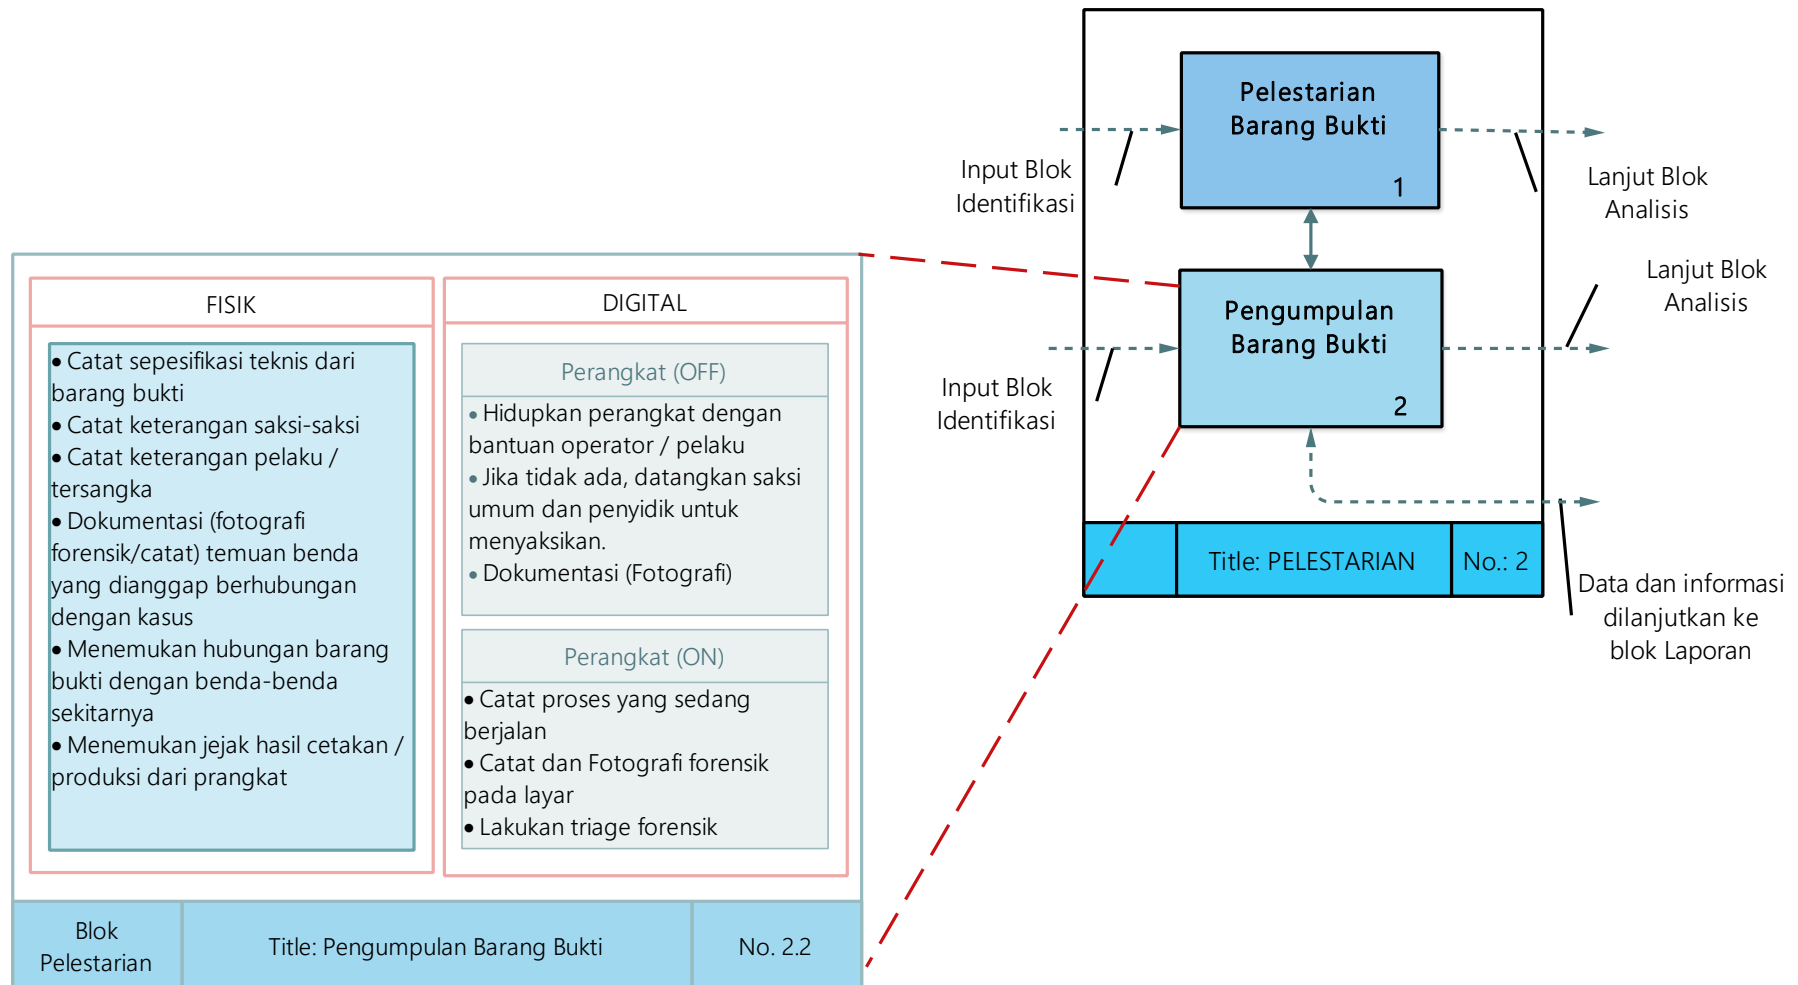 Pelestarian
Barang Bukti
1
Input Blok
Identifikasi
Lanjut Blok
Analisis
Pengumpulan
Barang Bukti
2
Input Blok
Identifikasi
Lanjut Blok
Analisis
Title: PELESTARIAN
No.: 2
Data dan informasi
dilanjutkan ke
blok Laporan
FISIK
• Catat sepesifikasi teknis dari
barang bukti
• Catat keterangan saksi-saksi
• Catat keterangan pelaku /
tersangka
• Dokumentasi (fotografi
forensik/catat) temuan benda
yang dianggap berhubungan
dengan kasus
• Menemukan hubungan barang
bukti dengan benda-benda
sekitarnya
• Menemukan jejak hasil cetakan /
produksi dari prangkat
DIGITAL
Perangkat (OFF)
• Hidupkan perangkat dengan
bantuan operator / pelaku
• Jika tidak ada, datangkan saksi
umum dan penyidik untuk
menyaksikan.
• Dokumentasi (Fotografi)
Perangkat (ON)
• Catat proses yang sedang
berjalan
• Catat dan Fotografi forensik
pada layar
• Lakukan triage forensik
Blok
Pelestarian
Title: Pengumpulan Barang Bukti
No. 2.2